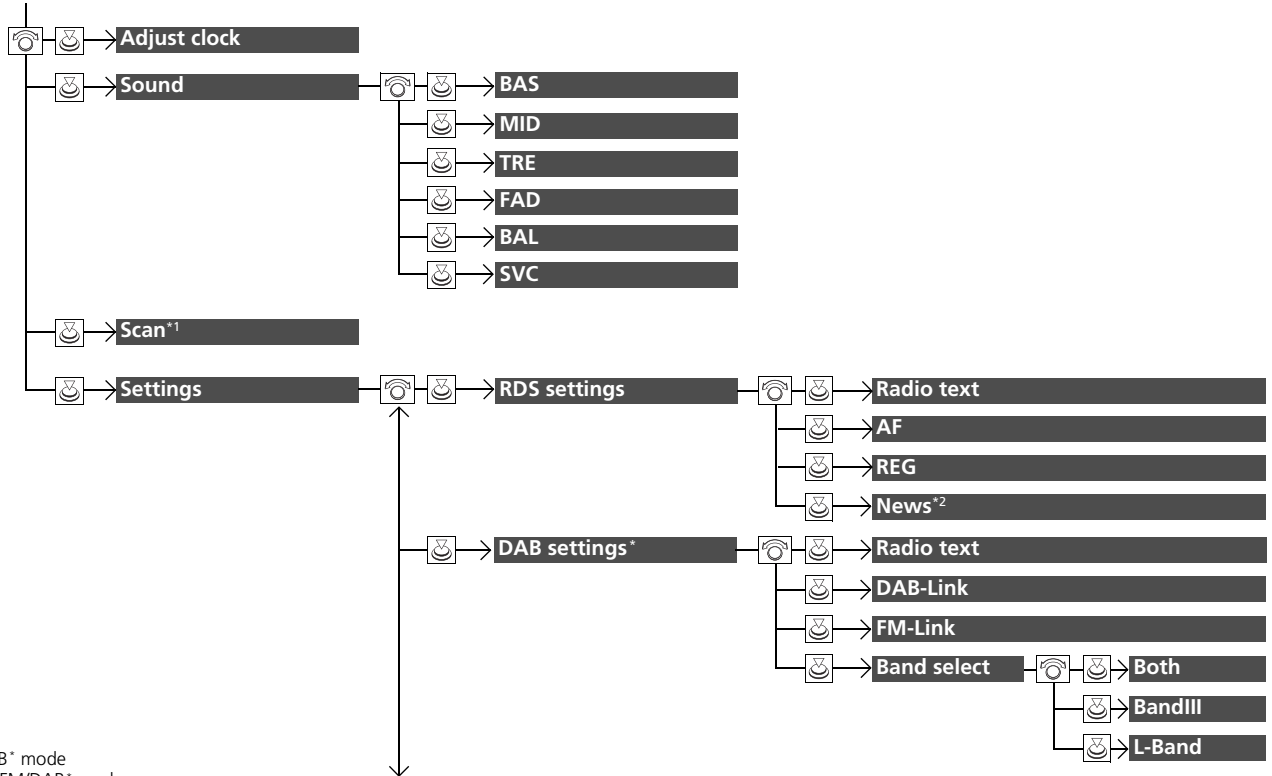 Adjust clock
Sound
BAS
MID
TRE
FAD
BAL
SVC
Scan*1
Settings
RDS settings
Radio text
AF
REG
News*2
DAB settings*
Radio text
DAB-Link
FM-Link
Band select
Both
BandIII
L-Band
mode